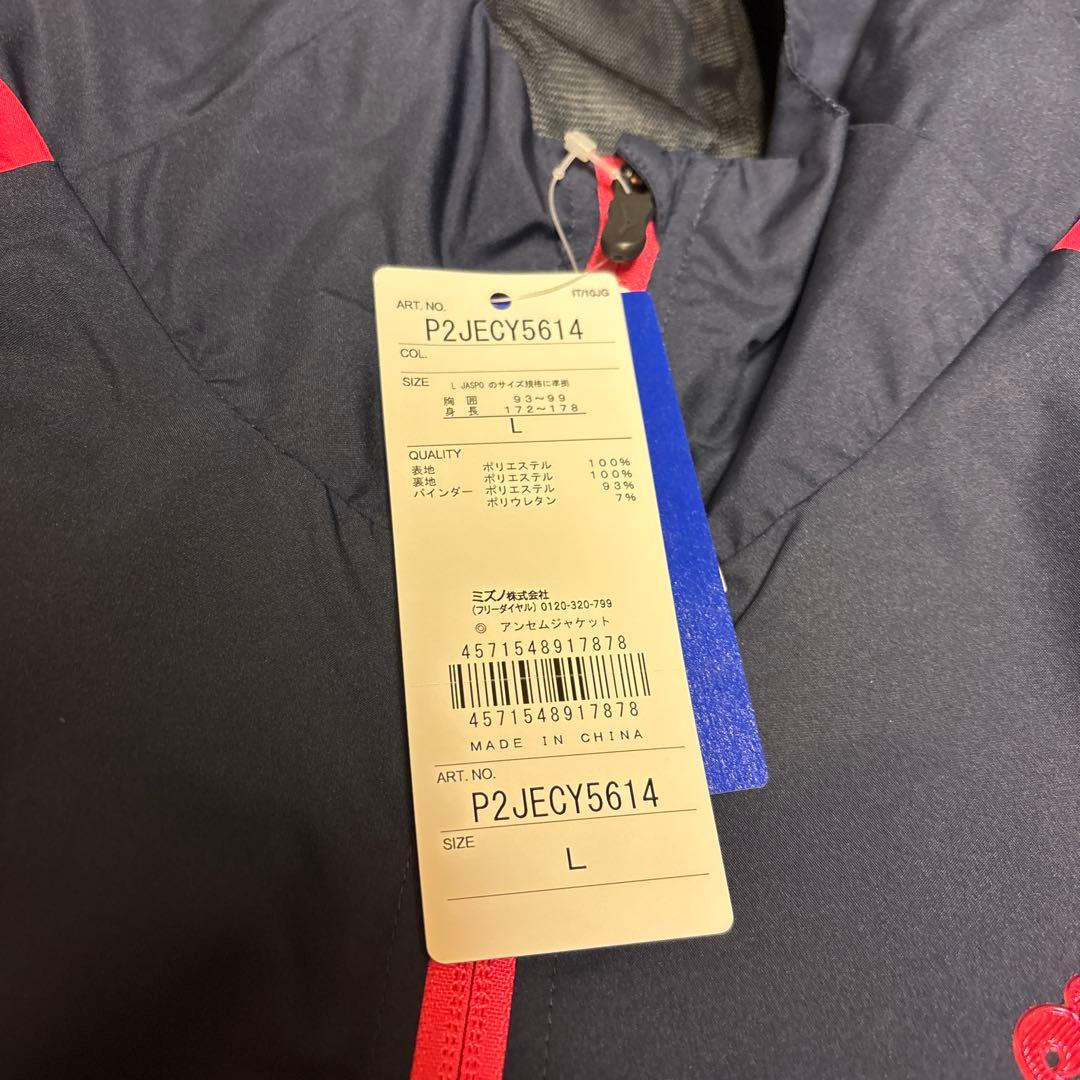 IT/10JG
ART. NO.
P2JECY5614
COL.
SIZE L JASPO のサイズ規格に準拠
胸 囲 93〜99
身 長 172〜178
L
QUALITY
表地 ポリエステル 100%
裏地 ポリエステル 100%
バインダー ポリエステル 93%
ポリウレタン 7%
ミズノ株式会社
(フリーダイヤル) 0120-320-799
◎ アンセムジャケット
4571548917878
4571548917878
MADE IN CHINA
ART. NO.
P2JECY5614
SIZE
L